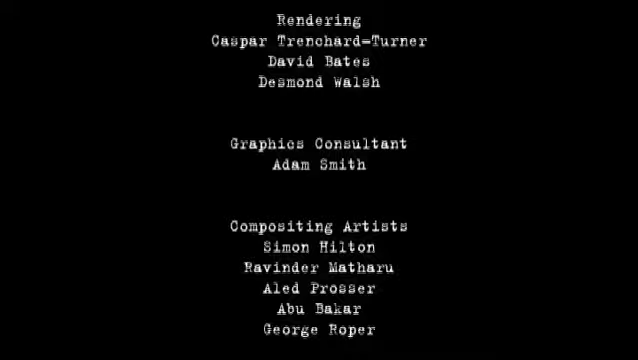 Rendering
Caspar Trenchard-Turner
David Bates
Desmond Walsh
Graphics Consultant
Adam Smith
Compositing Artists
Simon Hilton
Ravinder Matharu
Aled Prosser
Abu Bakar
George Roper